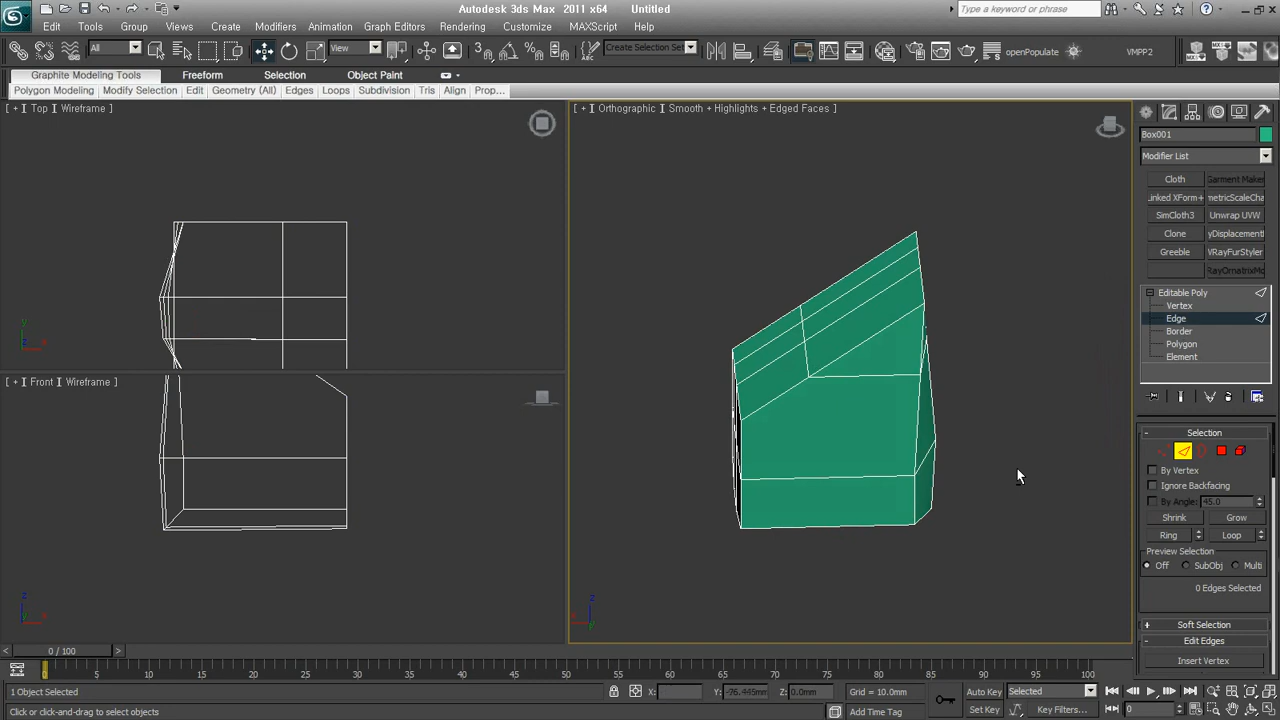 Autodesk 3ds Max 2011 x64 Untitled
Type a keyword or phrase
Edit Tools Group Views Create Modifiers Animation Graph Editors Rendering Customize MAXScript Help
All View Create Selection Set openPopulate VMPP2
Graphite Modeling Tools Freeform Selection Object Paint
Polygon Modeling Modify Selection Edit Geometry (All) Edges Loops Subdivision Tris Align Prop...
[ + ] Top ] Wireframe ]
[ + ] Orthographic ] Smooth + Highlights + Edged Faces ]
[ + ] Front ] Wireframe ]
Box001
Modifier List
Cloth Garment Maker
Linked XForm
SimCloth3 Unwrap UVW
Clone
Greeble
Editable Poly
Vertex
Edge
Border
Polygon
Element
Selection
By Vertex
Ignore Backfacing
By Angle: 45.0
Shrink Grow
Ring Loop
Preview Selection
Off SubObj Multi
0 Edges Selected
Soft Selection
Edit Edges
Insert Vertex
0 / 100
0 5 10 15 20 25 30 35 40 45 50 55 60 65 70 75 80 85 90 95 100
1 Object Selected X: Y: -76.445mm Z: 0.0mm Grid = 10.0mm Auto Key Selected
Click or click-and-drag to select objects Add Time Tag Set Key Key Filters... 0